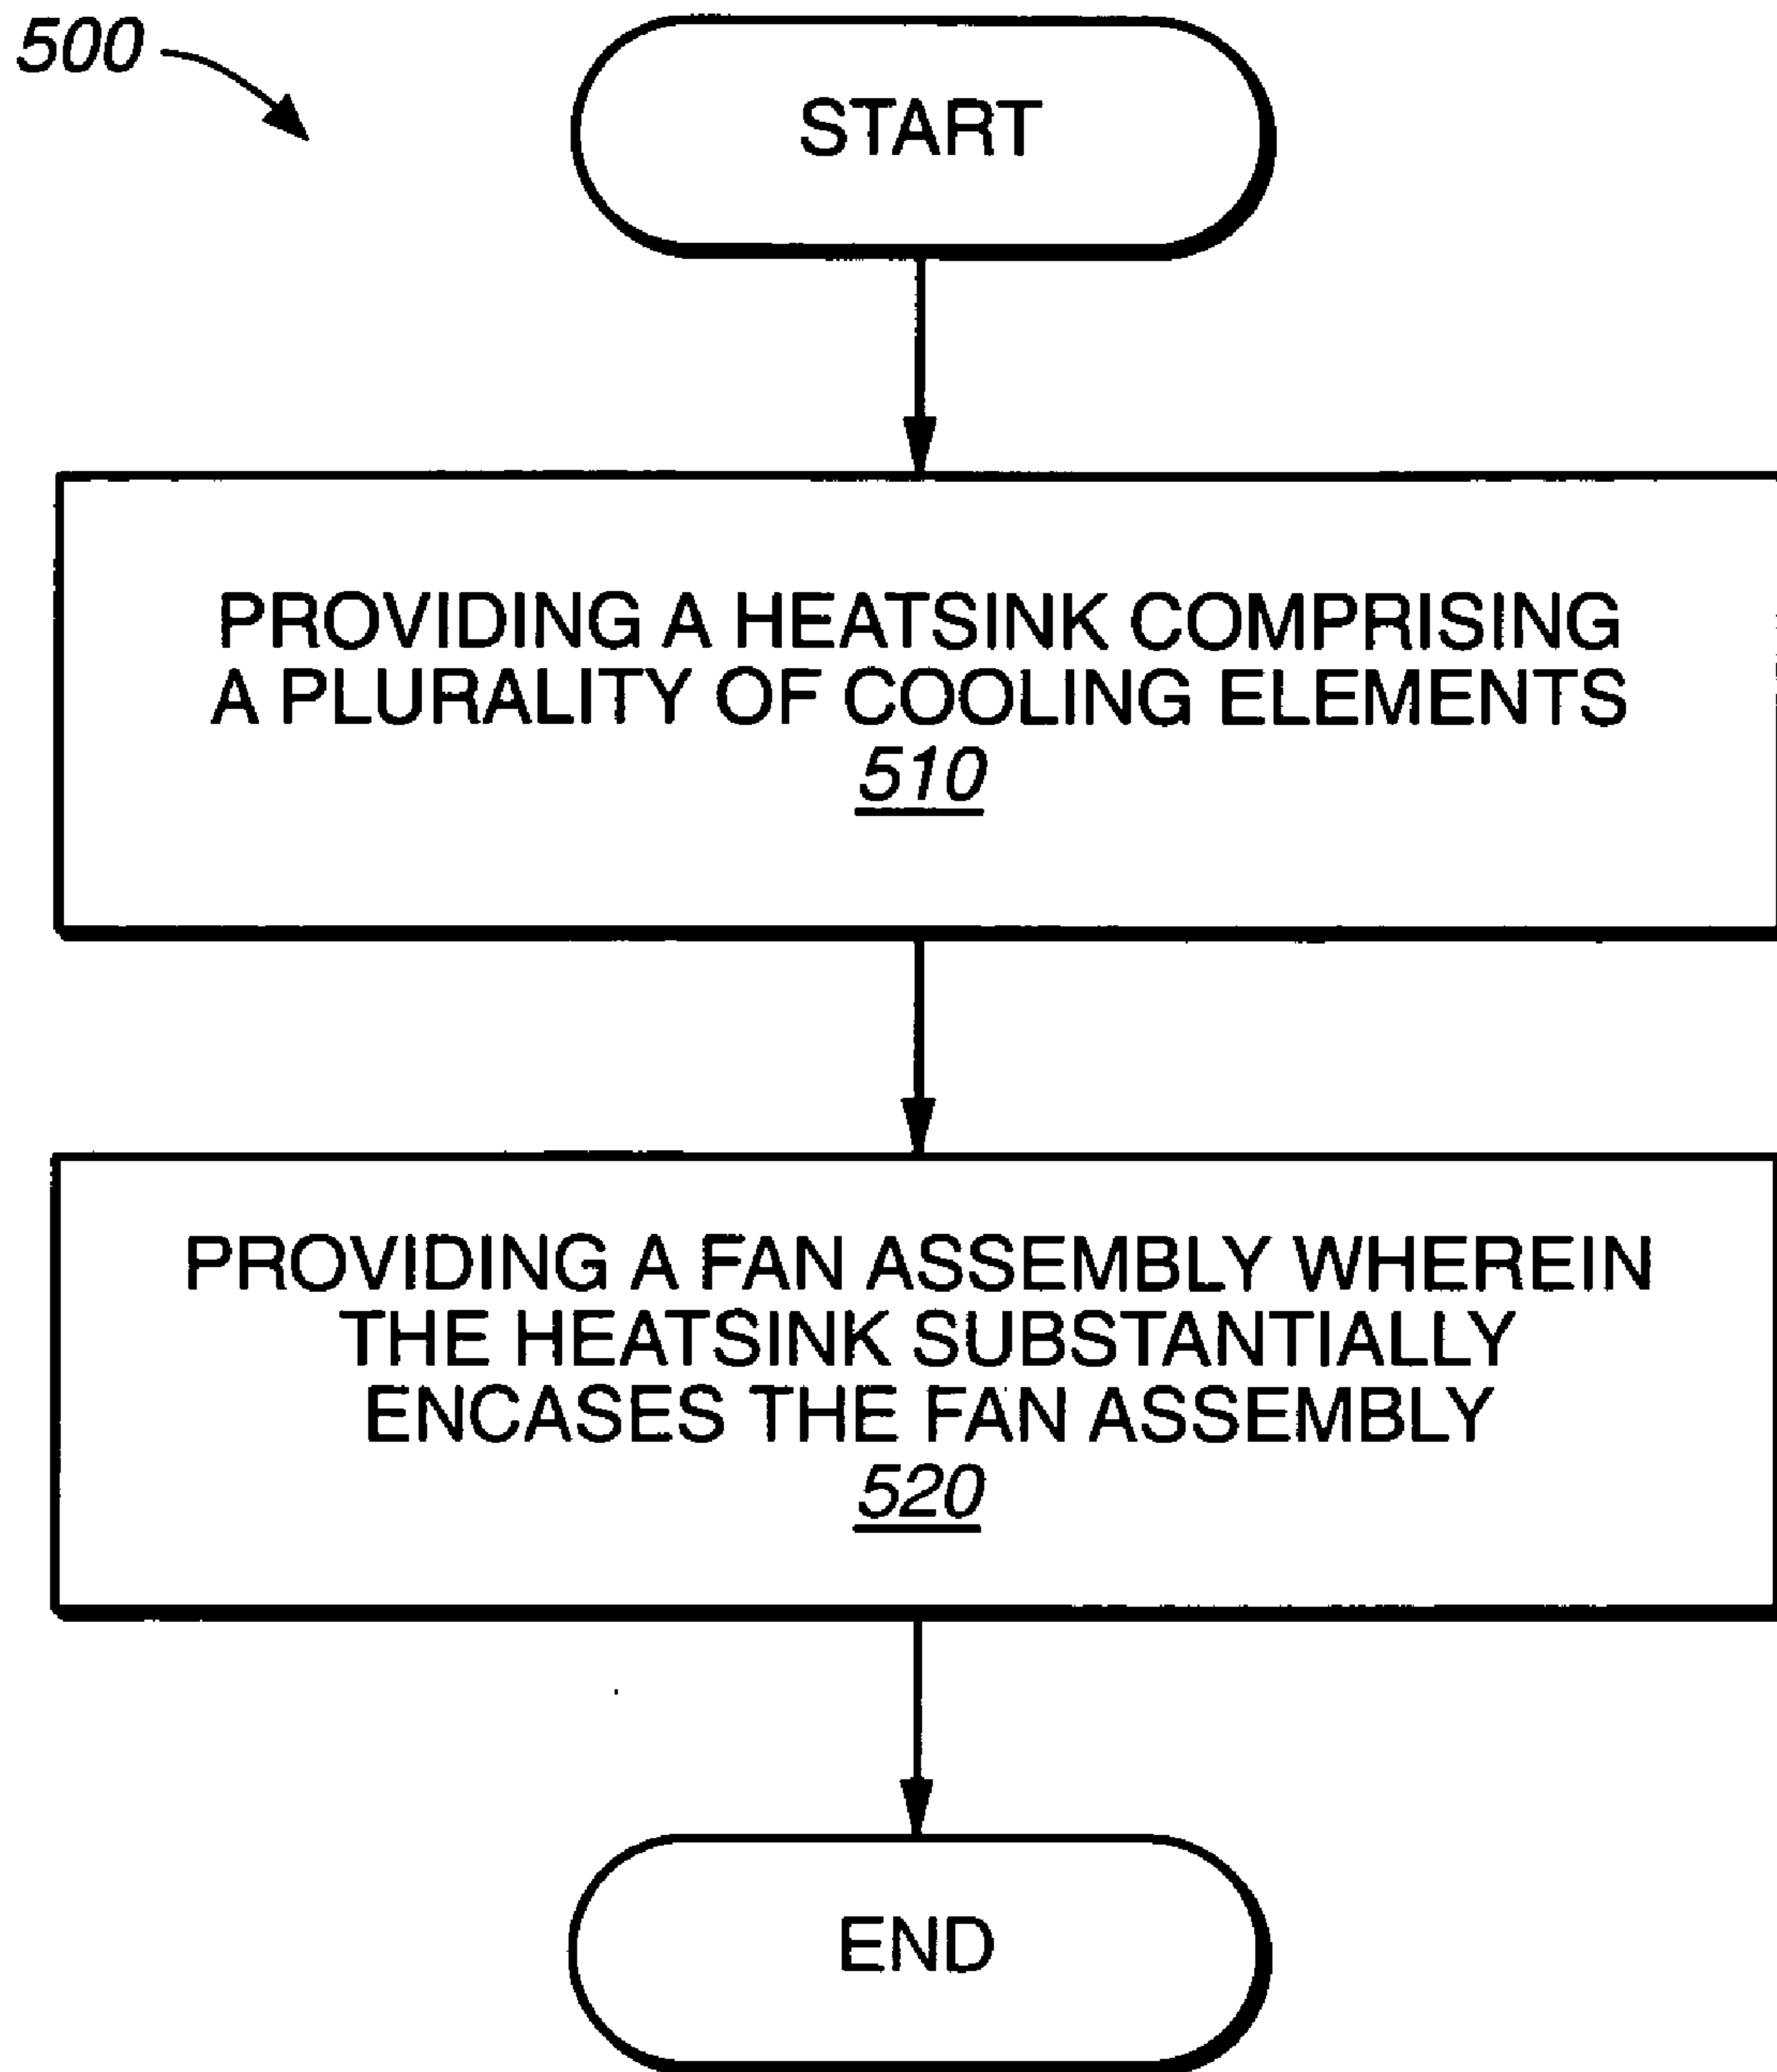 500
START
PROVIDING A HEATSINK COMPRISING
A PLURALITY OF COOLING ELEMENTS
510
PROVIDING A FAN ASSEMBLY WHEREIN
THE HEATSINK SUBSTANTIALLY
ENCASES THE FAN ASSEMBLY
520
END